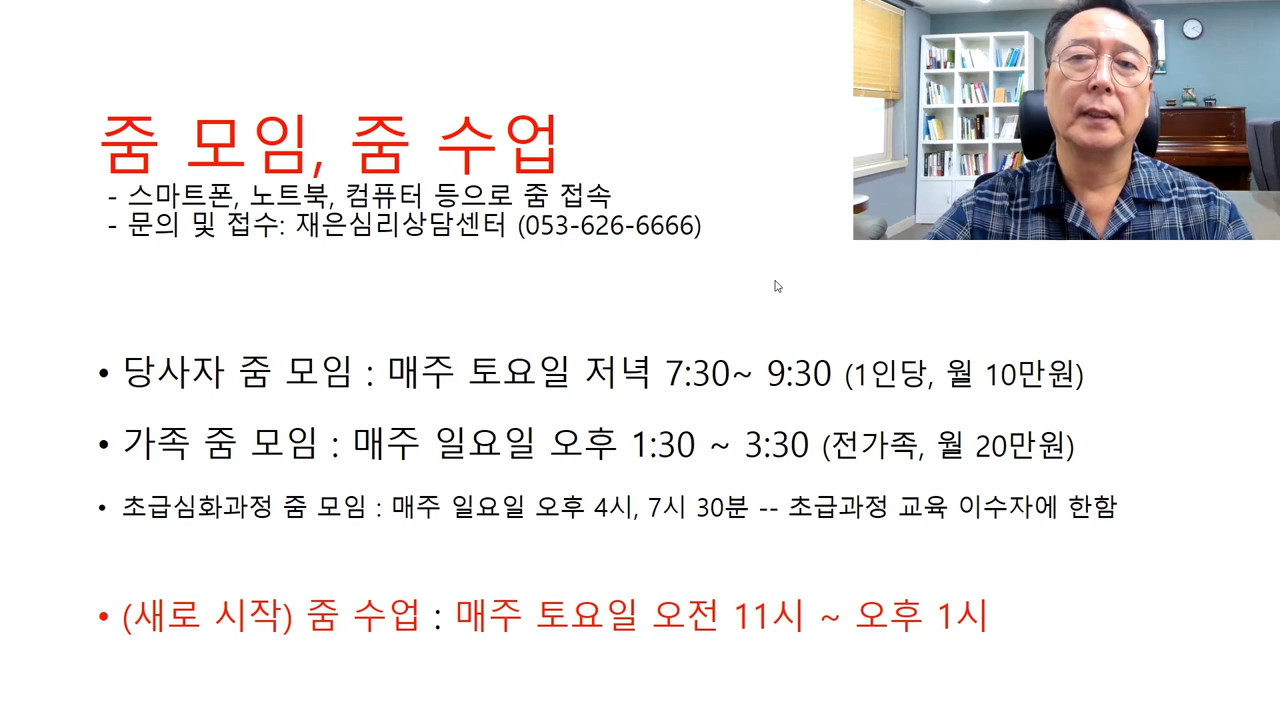 줌 모임, 줌 수업
- 스마트폰, 노트북, 컴퓨터 등으로 줌 접속
- 문의 및 접수: 재은심리상담센터 (053-626-6666)
• 당사자 줌 모임 : 매주 토요일 저녁 7:30~ 9:30 (1인당, 월 10만원)
• 가족 줌 모임 : 매주 일요일 오후 1:30 ~ 3:30 (전가족, 월 20만원)
• 초급심화과정 줌 모임 : 매주 일요일 오후 4시, 7시 30분 -- 초급과정 교육 이수자에 한함
• (새로 시작) 줌 수업 : 매주 토요일 오전 11시 ~ 오후 1시